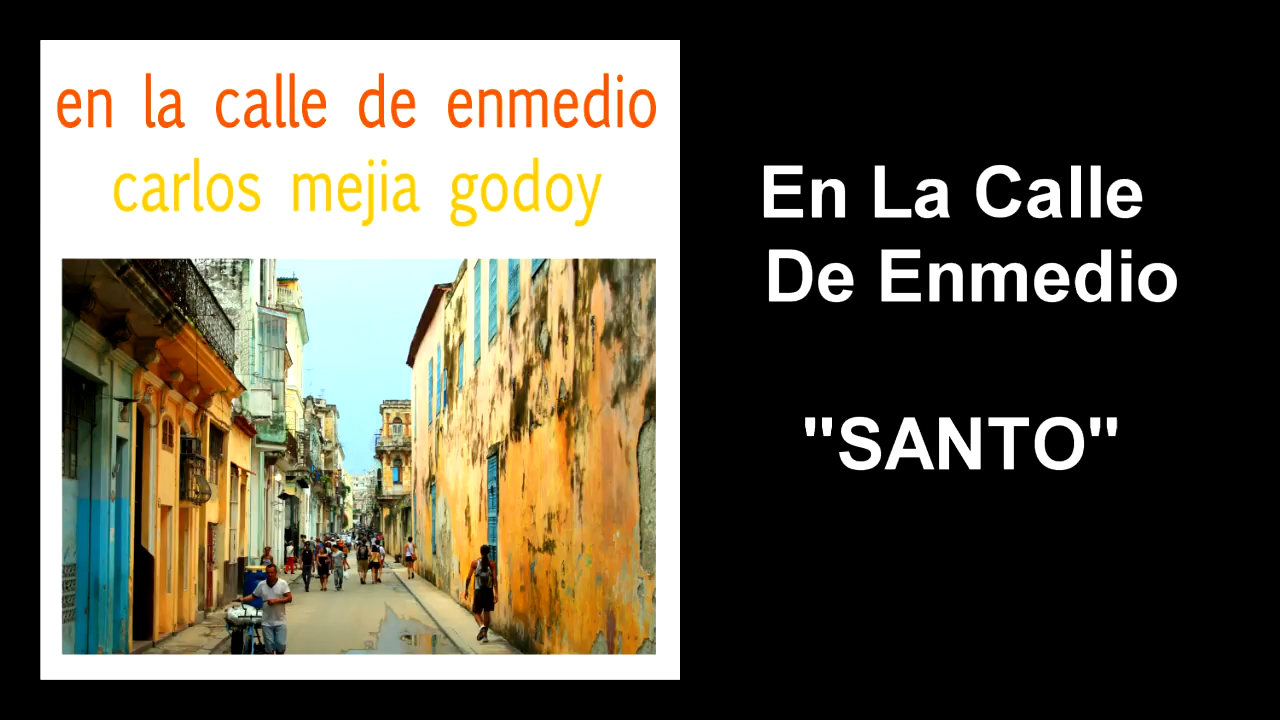 en la calle de enmedio
carlos mejia godoy
En La Calle
De Enmedio
"SANTO"